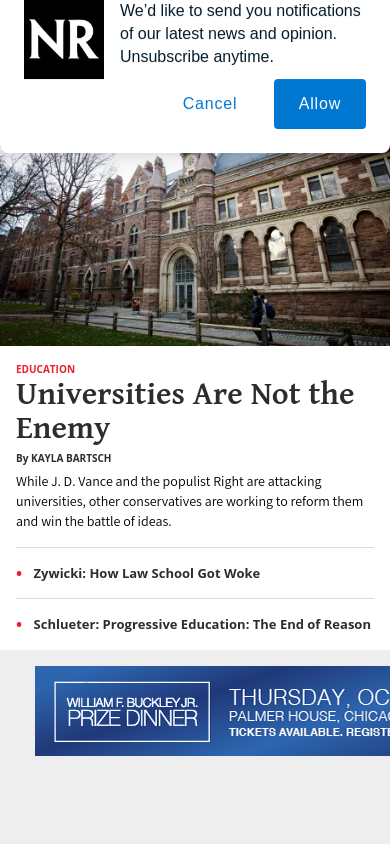 NR
We’d like to send you notifications
of our latest news and opinion.
Unsubscribe anytime.
Cancel
Allow
EDUCATION
Universities Are Not the
Enemy
By KAYLA BARTSCH
While J. D. Vance and the populist Right are attacking
universities, other conservatives are working to reform them
and win the battle of ideas.
• Zywicki: How Law School Got Woke
• Schlueter: Progressive Education: The End of Reason
WILLIAM F. BUCKLEY JR.
PRIZE DINNER
THURSDAY, OC
PALMER HOUSE, CHICA
TICKETS AVAILABLE. REGISTE